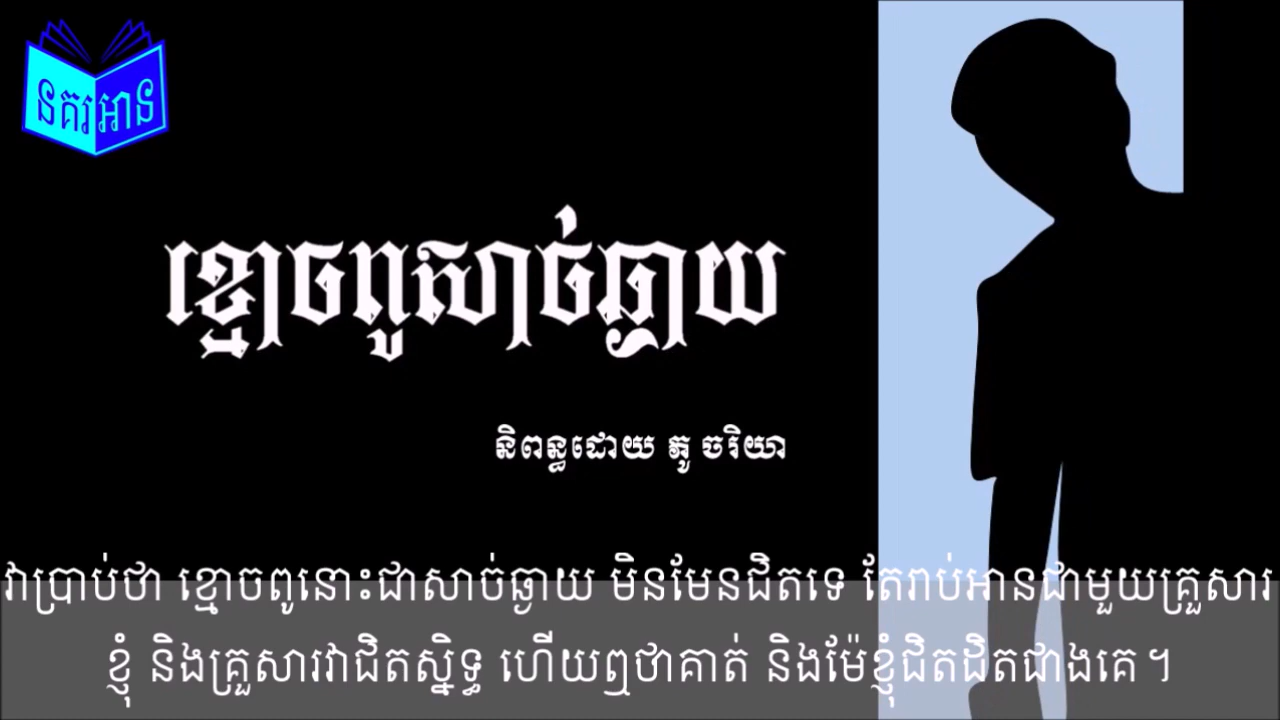 នគរអាន
ខ្មោចពូសាច់ឆ្ងាយ
និពន្ធដោយ ភូ ចរិយា
វាប្រាប់ថា ខ្មោចពូនោះជាសាច់ឆ្ងាយ មិនមែនជិតទេ តែរាប់អានជាមួយគ្រួសារ
ខ្ញុំ និងគ្រួសារវាជិតស្និទ្ធ ហើយឮថាគាត់ និងម៉ែខ្ញុំជិតដិតជាងគេ។